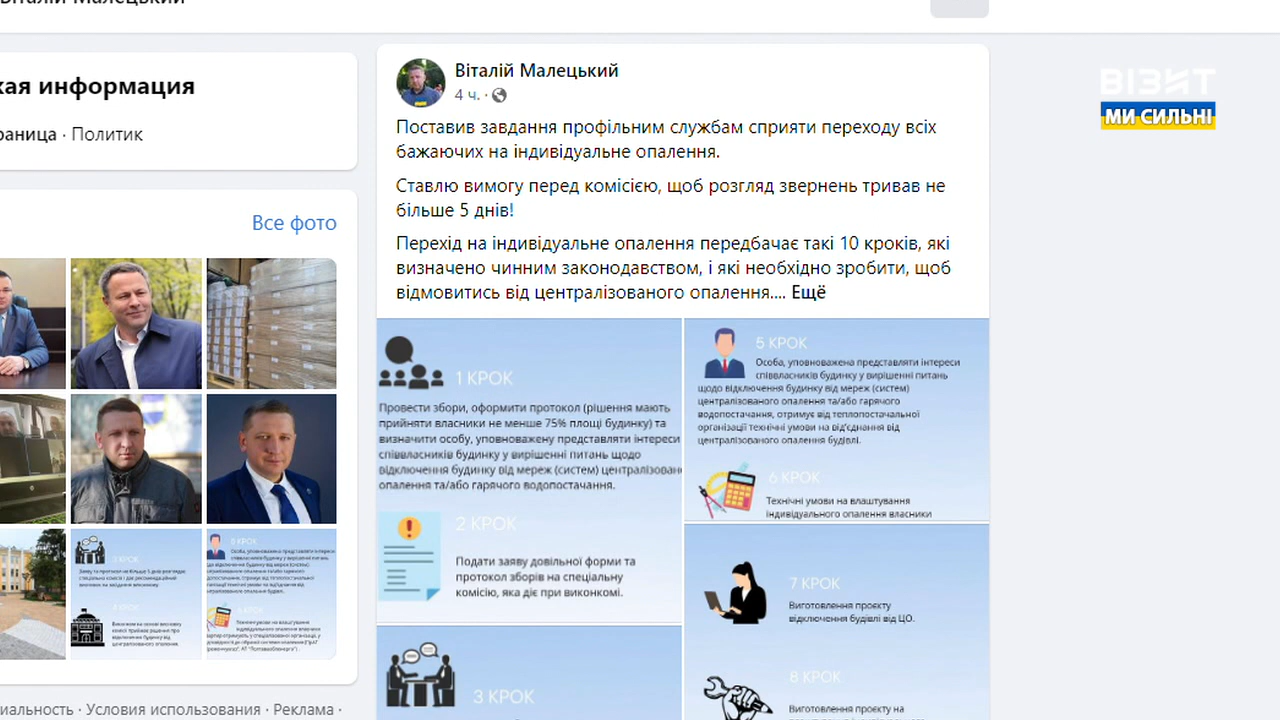 Віталій Малецький
кая информация
раница · Политик
Все фото
иальность · Условия использования · Реклама ·
Віталій Малецький
4 ч. ·
Поставив завдання профільним службам сприяти переходу всіх
бажаючих на індивідуальне опалення.
Ставлю вимогу перед комісією, щоб розгляд звернень тривав не
більше 5 днів!
Перехід на індивідуальне опалення передбачає такі 10 кроків, які
визначено чинним законодавством, і які необхідно зробити, щоб
відмовитись від централізованого опалення.... Ещё
1 КРОК
Провести збори, оформити протокол (рішення мають
прийняти власники не менше 75% площі будинку) та
визначити особу, уповноважену представляти інтереси
співвласників будинку у вирішенні питань щодо
відключення будинку від мереж (систем) централізован
опалення та/або гарячого водопостачання.
2 КРОК
Подати заяву довільної форми та
протокол зборів на спеціальну
комісію, яка діє при виконкомі.
3 КРОК
5 КРОК
Особа, уповноважена представляти інтереси
співвласників будинку у вирішенні питань
щодо відключення будинку від мереж (систем)
централізованого опалення та/або гарячого
водопостачання, отримує від теплопостачальної
організації технічні умови на від'єднання від
централізованого опалення будівлі.
6 КРОК
Технічні умови на влаштування
індивідуального опалення власники
7 КРОК
Виготовлення проєкту
відключення будівлі від ЦО.
8 КРОК
Виготовлення проєкту на
ВІЗИТ
МИ СИЛЬНІ